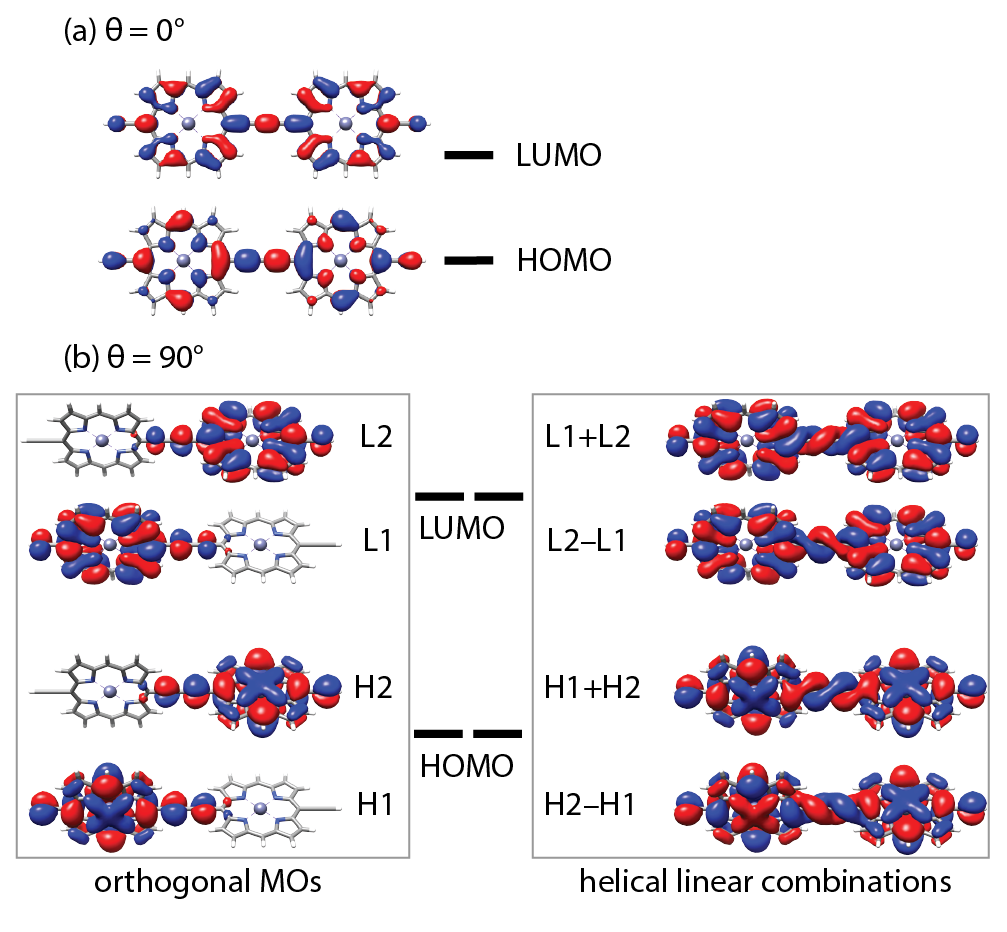 (a) θ = 0°
LUMO
HOMO
(b) θ = 90°
L2
L1
H2
H1
orthogonal MOs
LUMO
HOMO
L1+L2
L2–L1
H1+H2
H2–H1
helical linear combinations